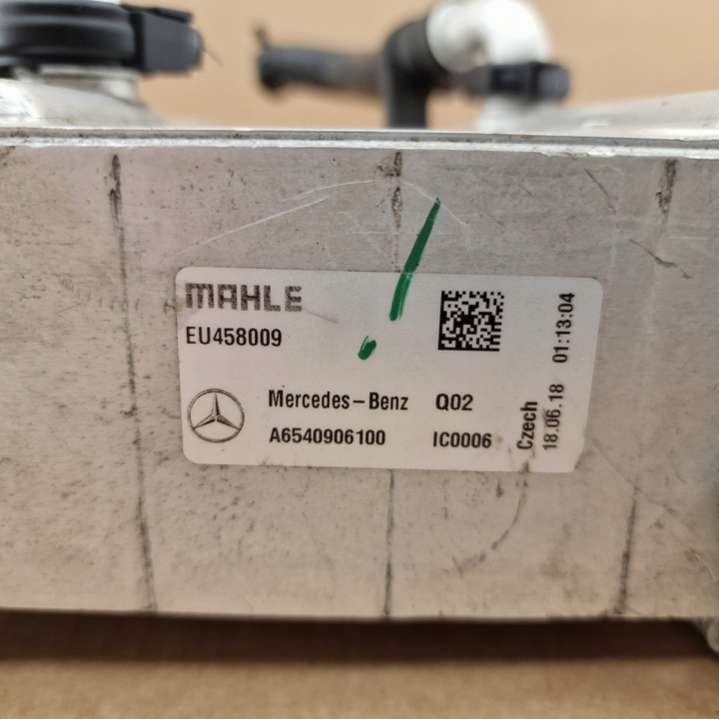 MAHLE
EU458009
Mercedes-Benz Q02
A6540906100 IC0006
Czech
18.06.18 01:13:04